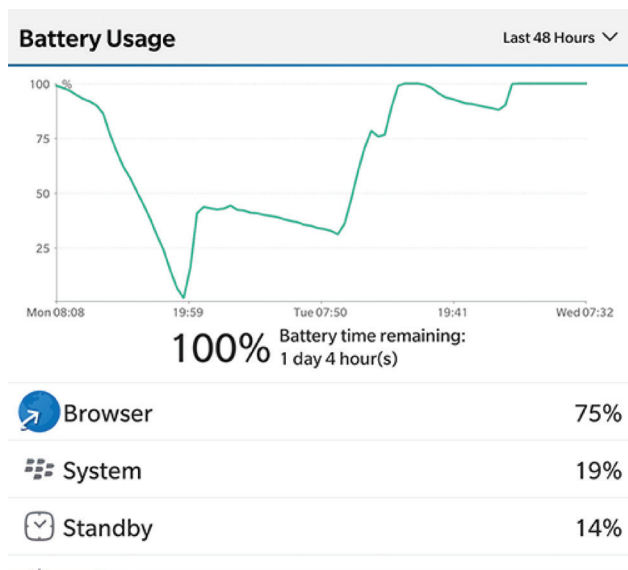 Battery Usage
Last 48 Hours
100 %
75
50
25
Mon 08:08
19:59
Tue 07:50
19:41
Wed 07:32
100%
Battery time remaining:
1 day 4 hour(s)
Browser 75%
System 19%
Standby 14%